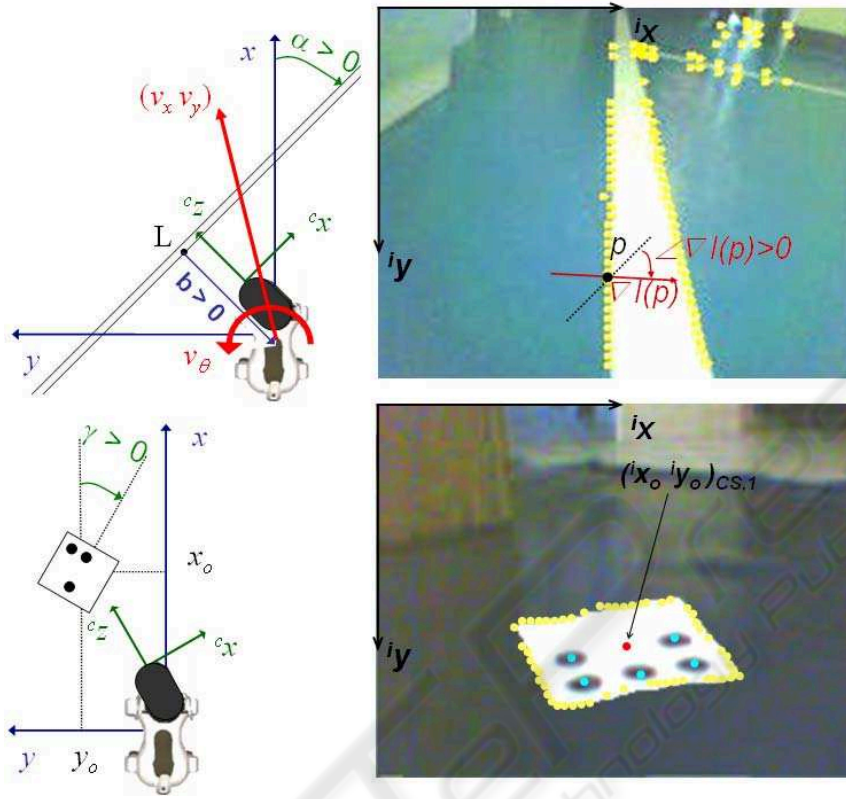 α > 0
x
(vx vy)
cz
cx
L
b > 0
y
vθ
ix
iy
p
∠∇I(p)>0
∇I(p)
γ > 0
x
xo
cz
cx
y
yo
ix
(ixo iyo)CS,1
iy